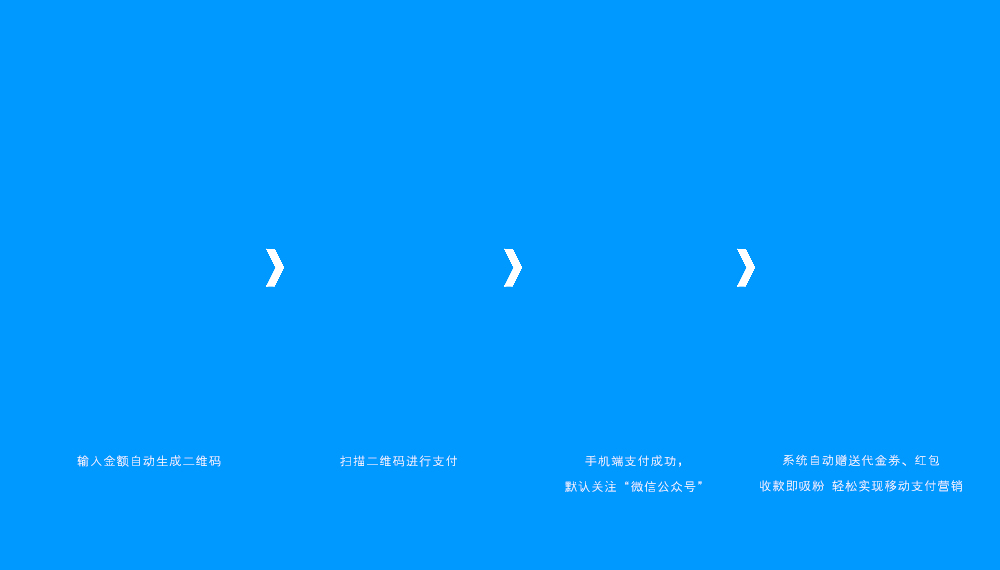 输入金额自动生成二维码
扫描二维码进行支付
手机端支付成功，
默认关注“微信公众号”
系统自动赠送代金券、红包
收款即吸粉 轻松实现移动支付营销